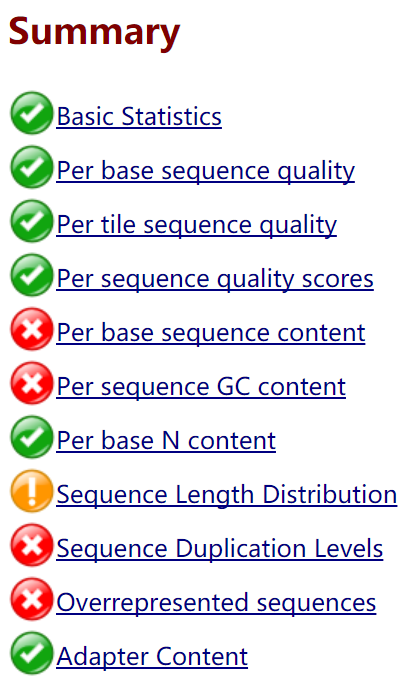 Summary
Basic Statistics
Per base sequence quality
Per tile sequence quality
Per sequence quality scores
Per base sequence content
Per sequence GC content
Per base N content
Sequence Length Distribution
Sequence Duplication Levels
Overrepresented sequences
Adapter Content